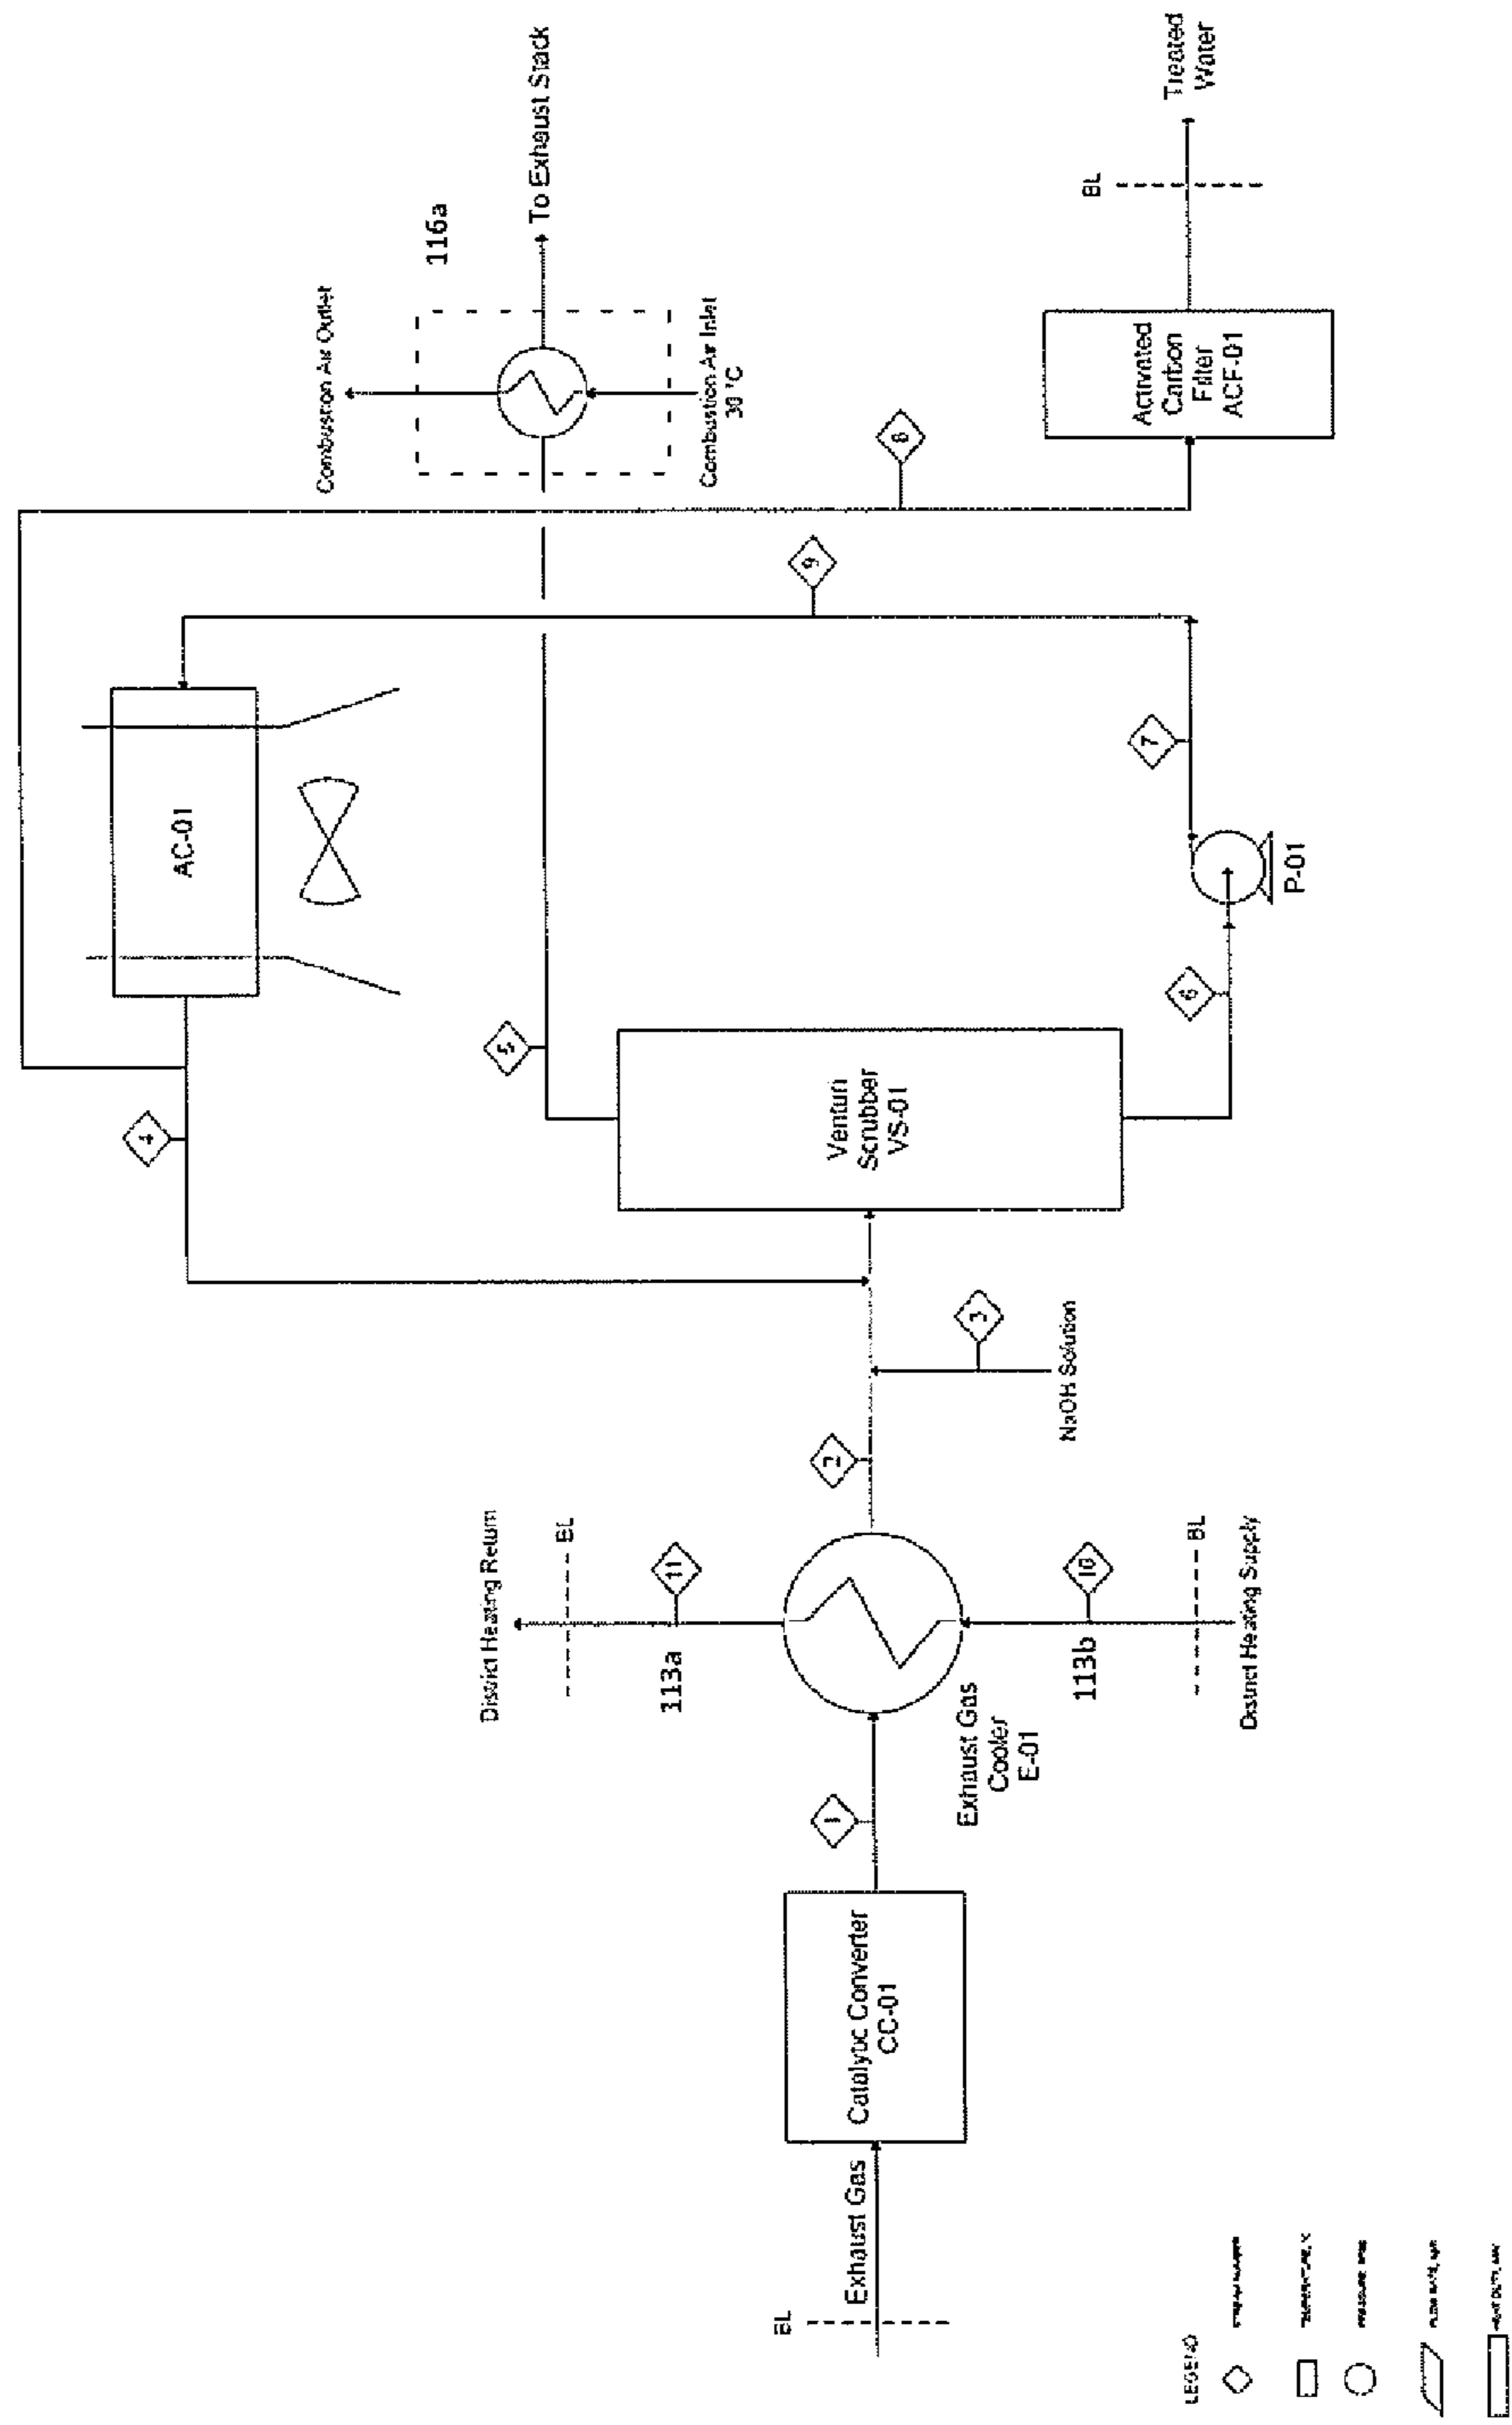 To Exhaust Stack
Treated
Water
116a
BL
Combustion Air Outlet
Combustion Air Inlet
30 °C
Activated
Carbon
Filter
ACF-01
8
9
AC-01
7
P-01
5
6
4
Venturi
Scrubber
VS-01
3
NaOH Solution
2
District Heating Return
BL
11
113a
10
113b
BL
District Heating Supply
Exhaust Gas
Cooler
E-01
1
Catalytic Converter
CC-01
Exhaust Gas
BL
LEGEND
STREAM NUMBER